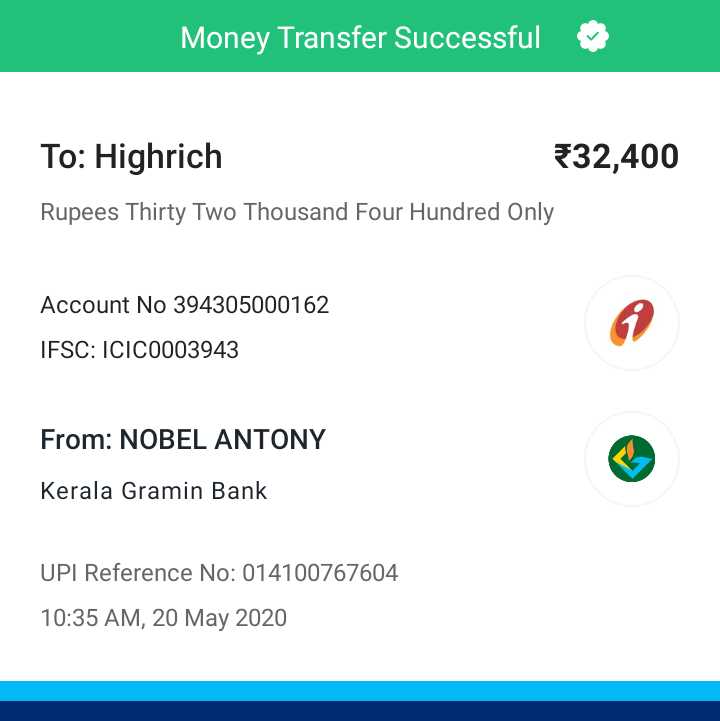 Money Transfer Successful
To: Highrich ₹32,400
Rupees Thirty Two Thousand Four Hundred Only
Account No 394305000162
IFSC: ICIC0003943
From: NOBEL ANTONY
Kerala Gramin Bank
UPI Reference No: 014100767604
10:35 AM, 20 May 2020